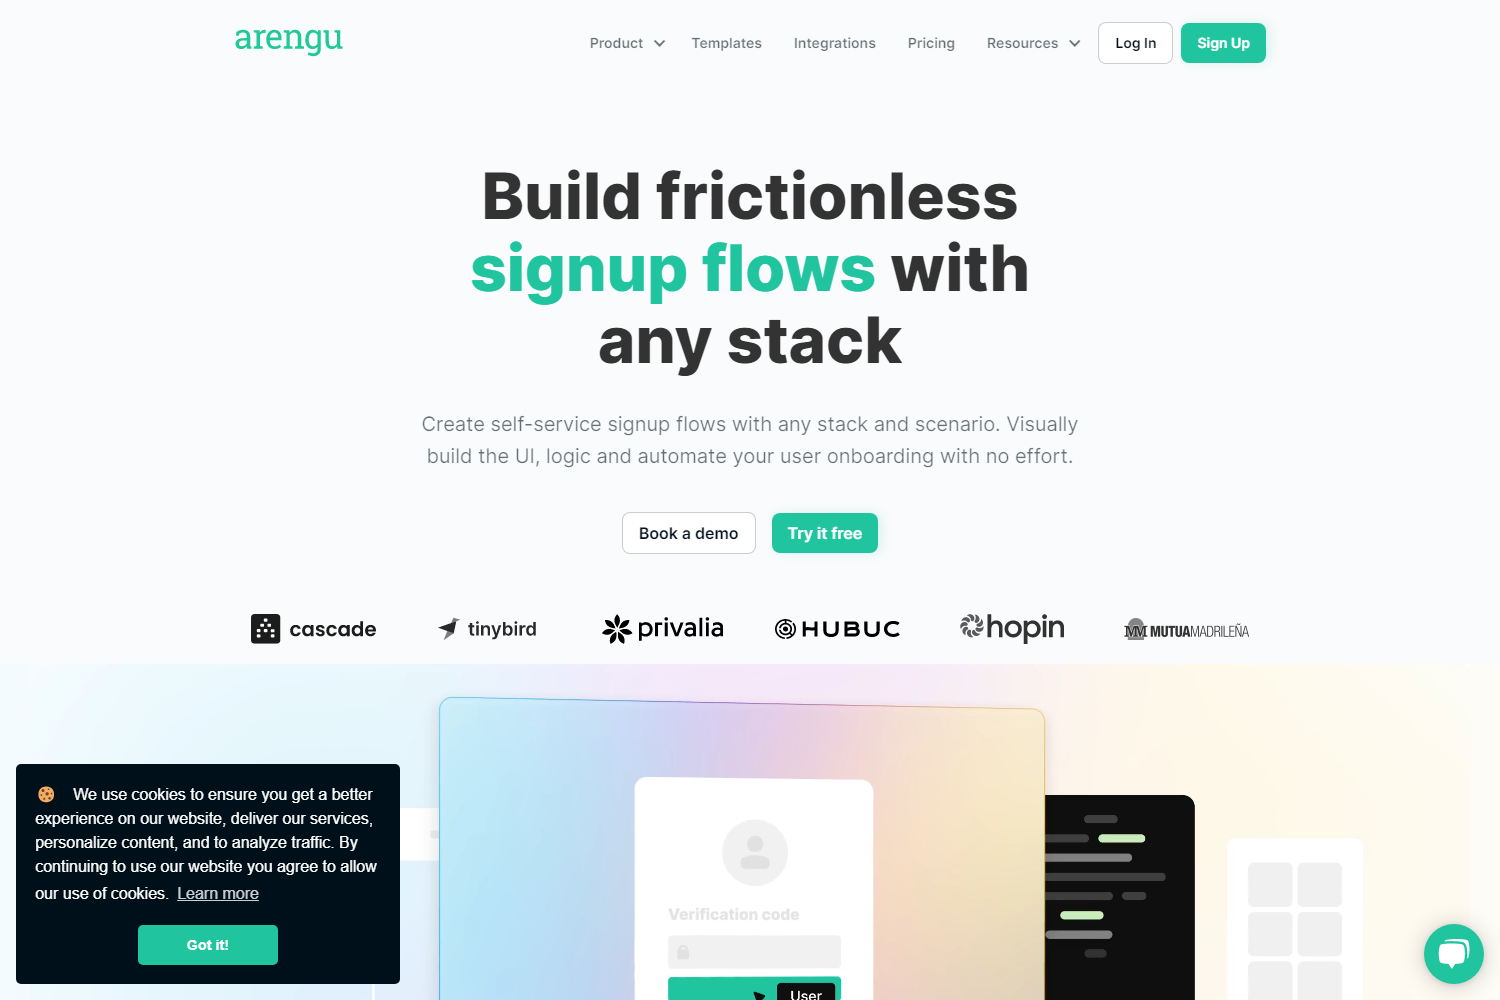 arengu
Product
Templates
Integrations
Pricing
Resources
Log In
Sign Up
Build frictionless
signup flows with
any stack
Create self-service signup flows with any stack and scenario. Visually
build the UI, logic and automate your user onboarding with no effort.
Book a demo
Try it free
cascade
tinybird
privalia
HUBUC
hopin
MM MUTUAMADRILEÑA
Verification code
User
🍪 We use cookies to ensure you get a better
experience on our website, deliver our services,
personalize content, and to analyze traffic. By
continuing to use our website you agree to allow
our use of cookies. Learn more
Got it!